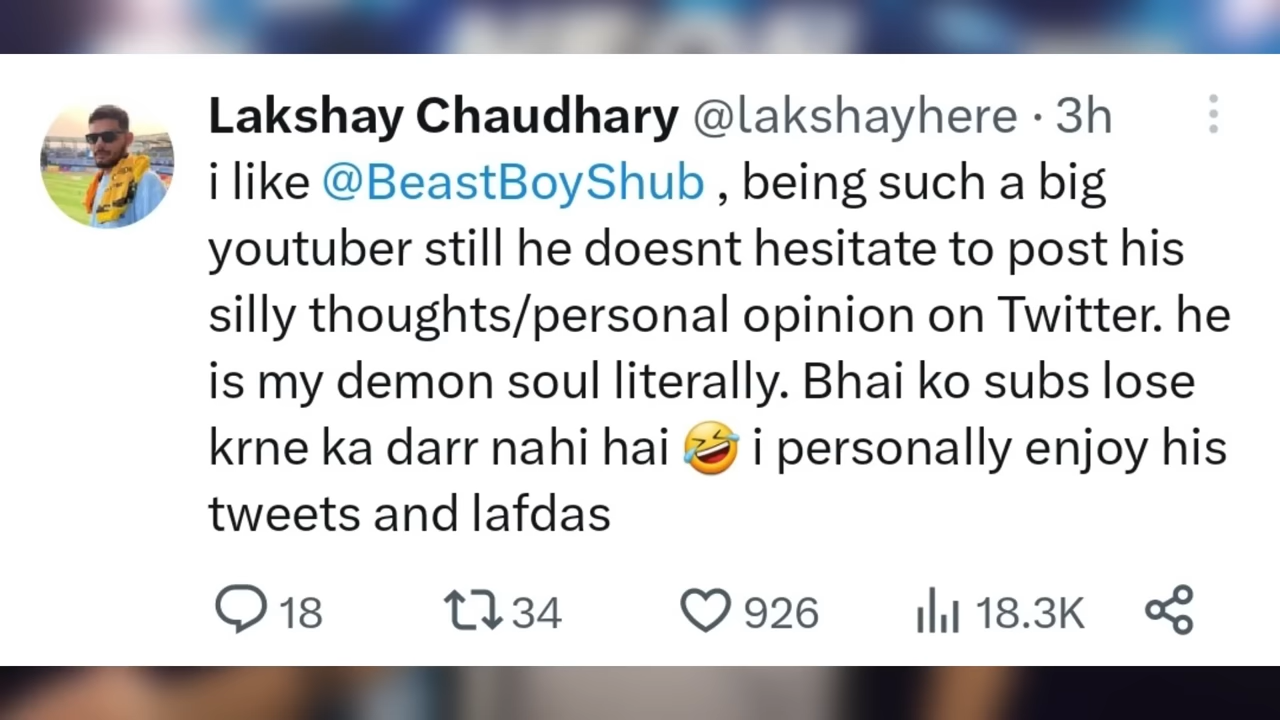 Lakshay Chaudhary @lakshayhere · 3h
i like @BeastBoyShub , being such a big
youtuber still he doesnt hesitate to post his
silly thoughts/personal opinion on Twitter. he
is my demon soul literally. Bhai ko subs lose
krne ka darr nahi hai 🤣 i personally enjoy his
tweets and lafdas
18 34 926 18.3K